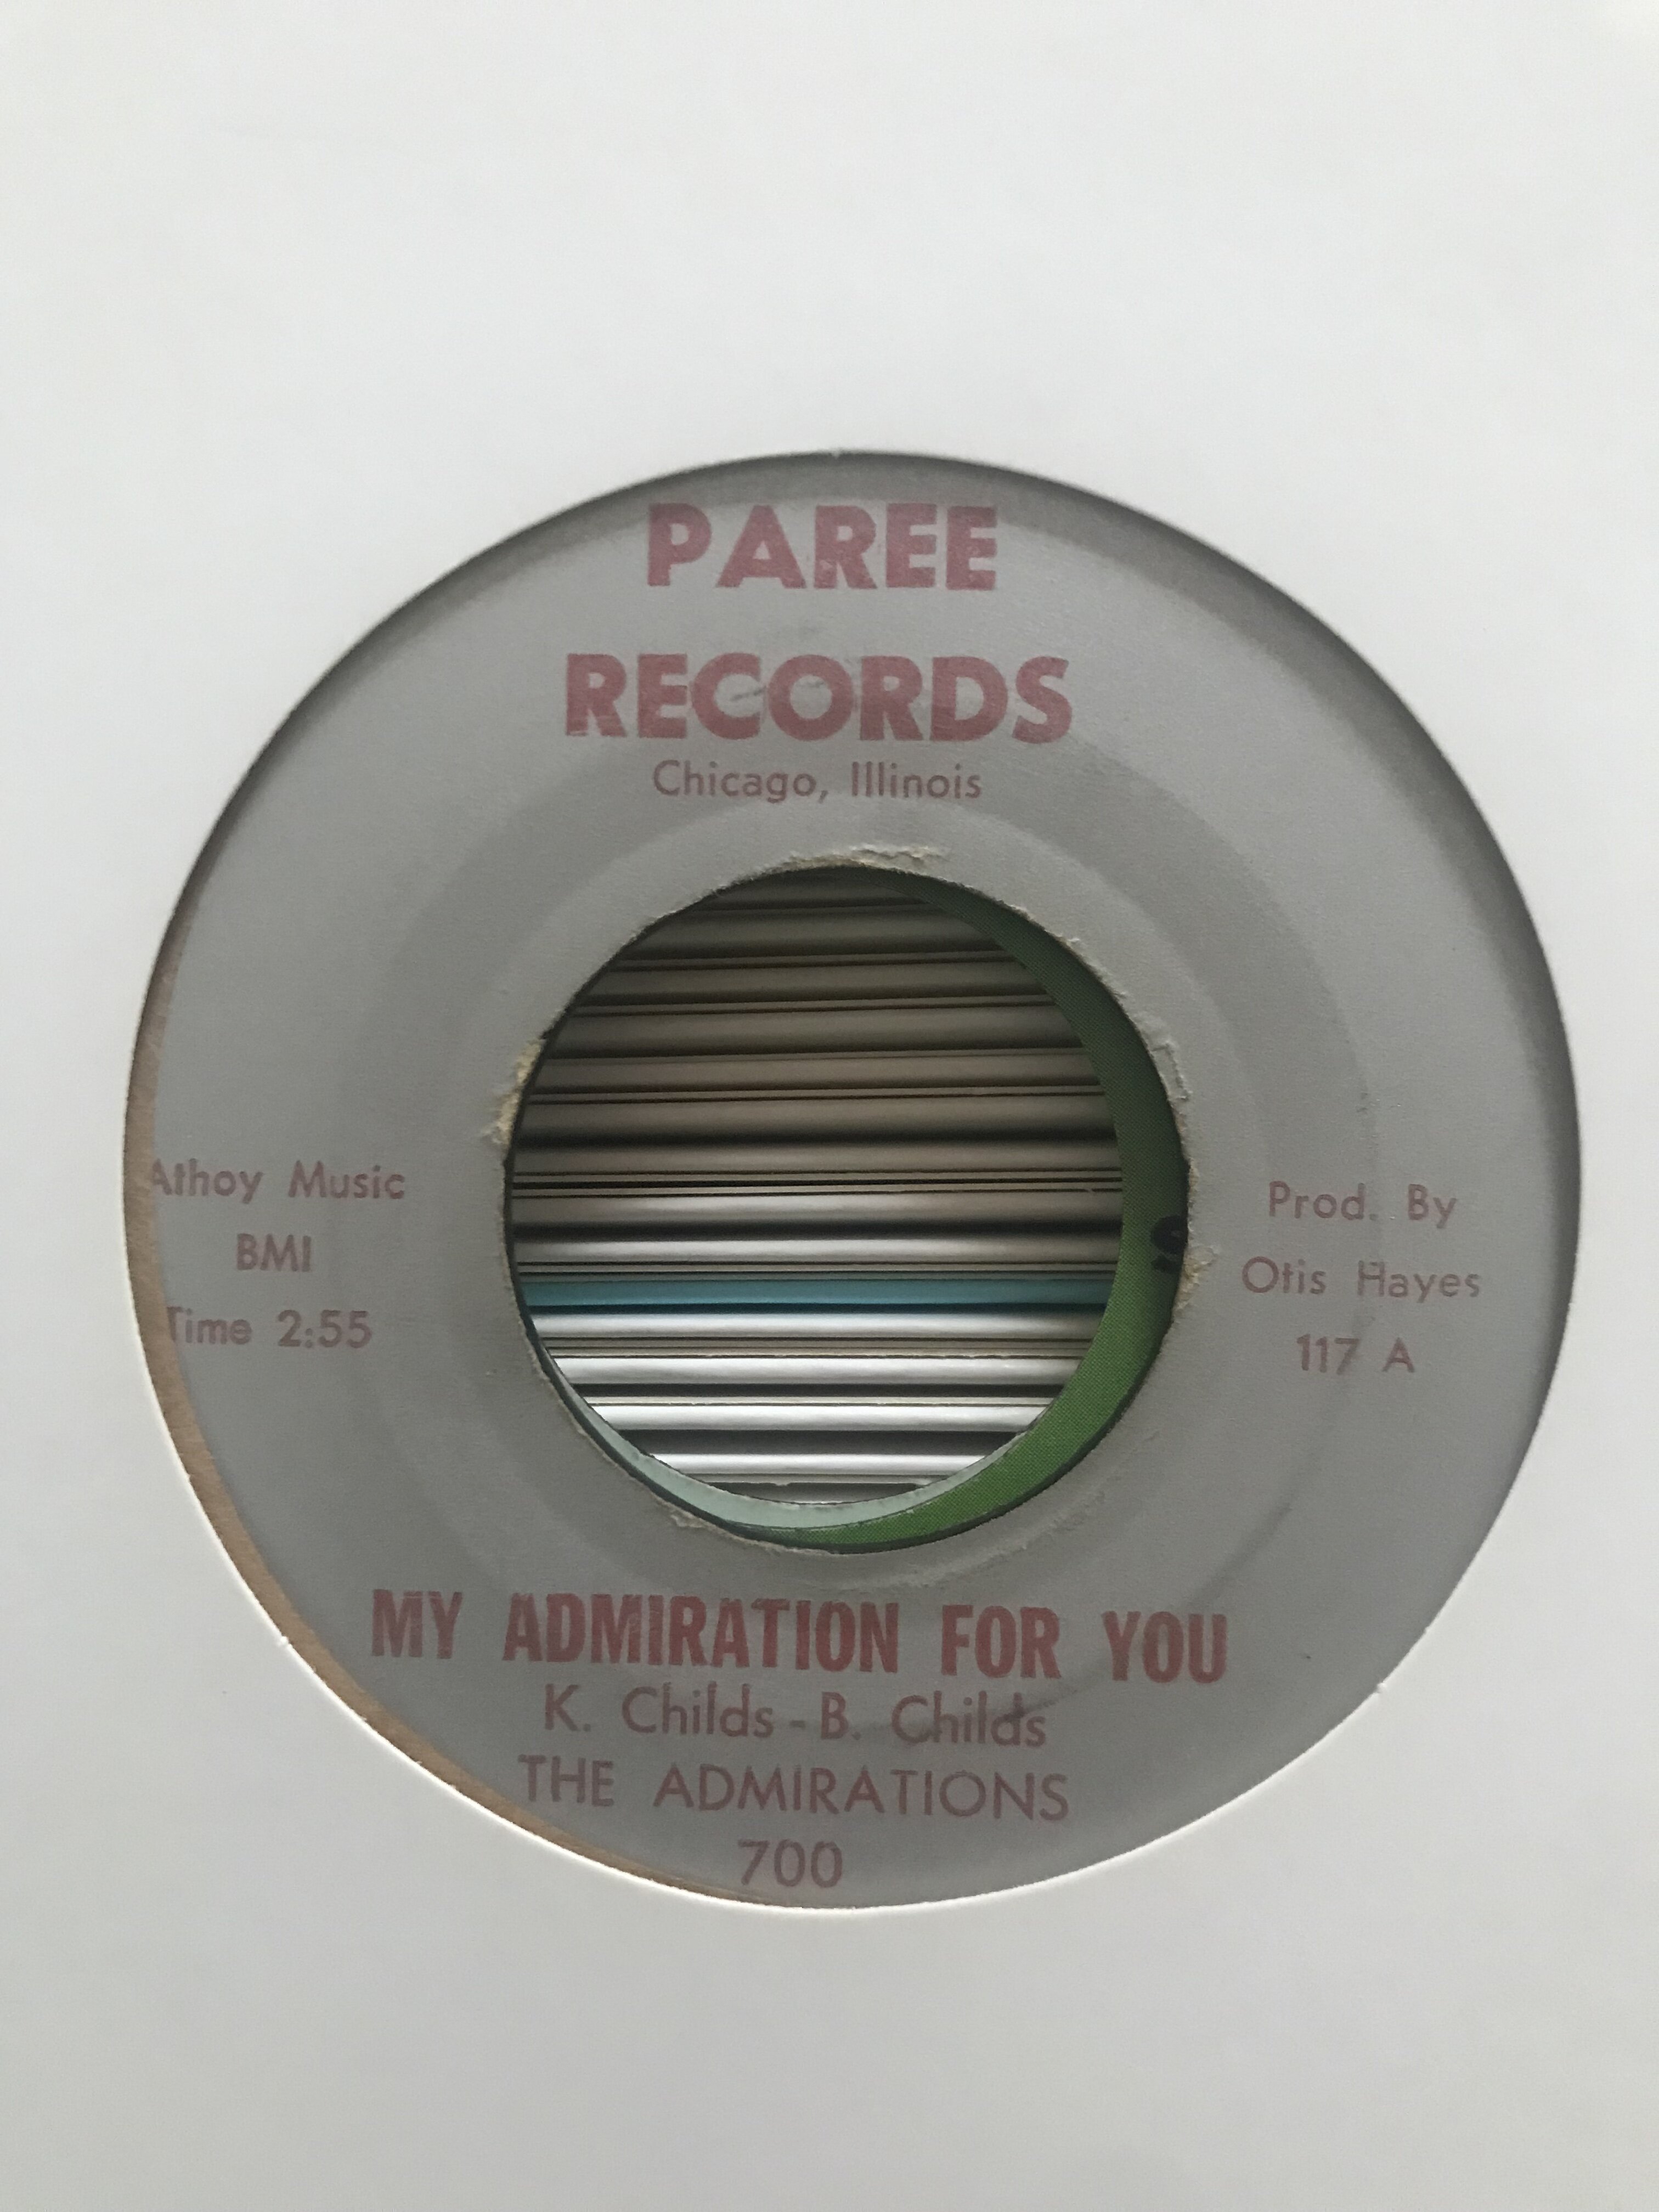 PAREE
RECORDS
Chicago, Illinois
Athoy Music
BMI
Time 2:55
Prod. By
Otis Hayes
117 A
MY ADMIRATION FOR YOU
K. Childs - B. Childs
THE ADMIRATIONS
700